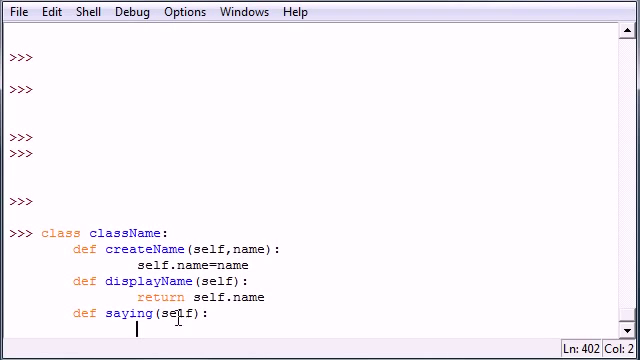 File Edit Shell Debug Options Windows Help
>>>
>>>
>>>
>>>
>>>
>>> class className:
def createName(self,name):
self.name=name
def displayName(self):
return self.name
def saying(self):
Ln: 402 Col: 2